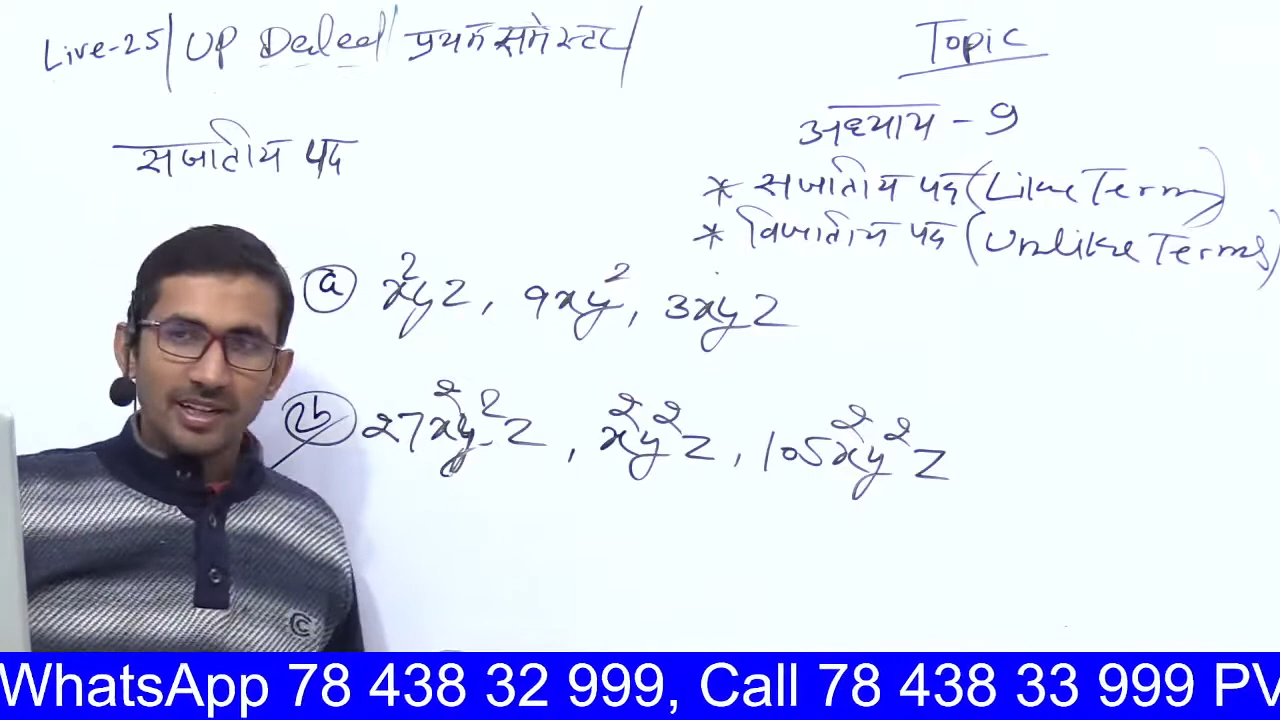 Live-25/ UP Deled/ प्रथम समेस्टर/
Topic
अध्याय - 9
* सजातीय पद (Like Term)
* विजातीय पद (Unlike Terms)
सजातीय पद
(a) x²yz, 9xy², 3xyz
(b) 27x²y²z, x²y²z, 105x²y²z
WhatsApp 78 438 32 999, Call 78 438 33 999 PV